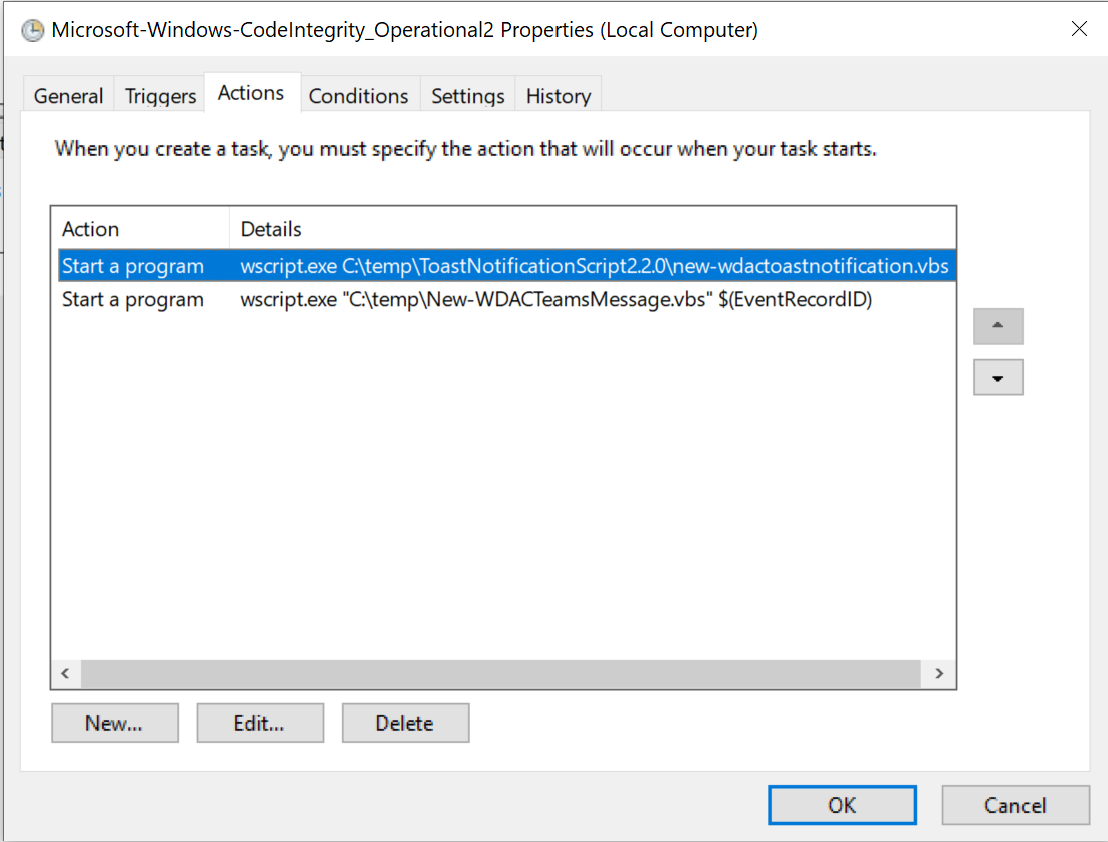 Microsoft-Windows-CodeIntegrity_Operational2 Properties (Local Computer)
General Triggers Actions Conditions Settings History
When you create a task, you must specify the action that will occur when your task starts.
Action Details
Start a program wscript.exe C:\temp\ToastNotificationScript2.2.0\new-wdactoastnotification.vbs
Start a program wscript.exe "C:\temp\New-WDACTeamsMessage.vbs" $(EventRecordID)
New... Edit... Delete
OK Cancel